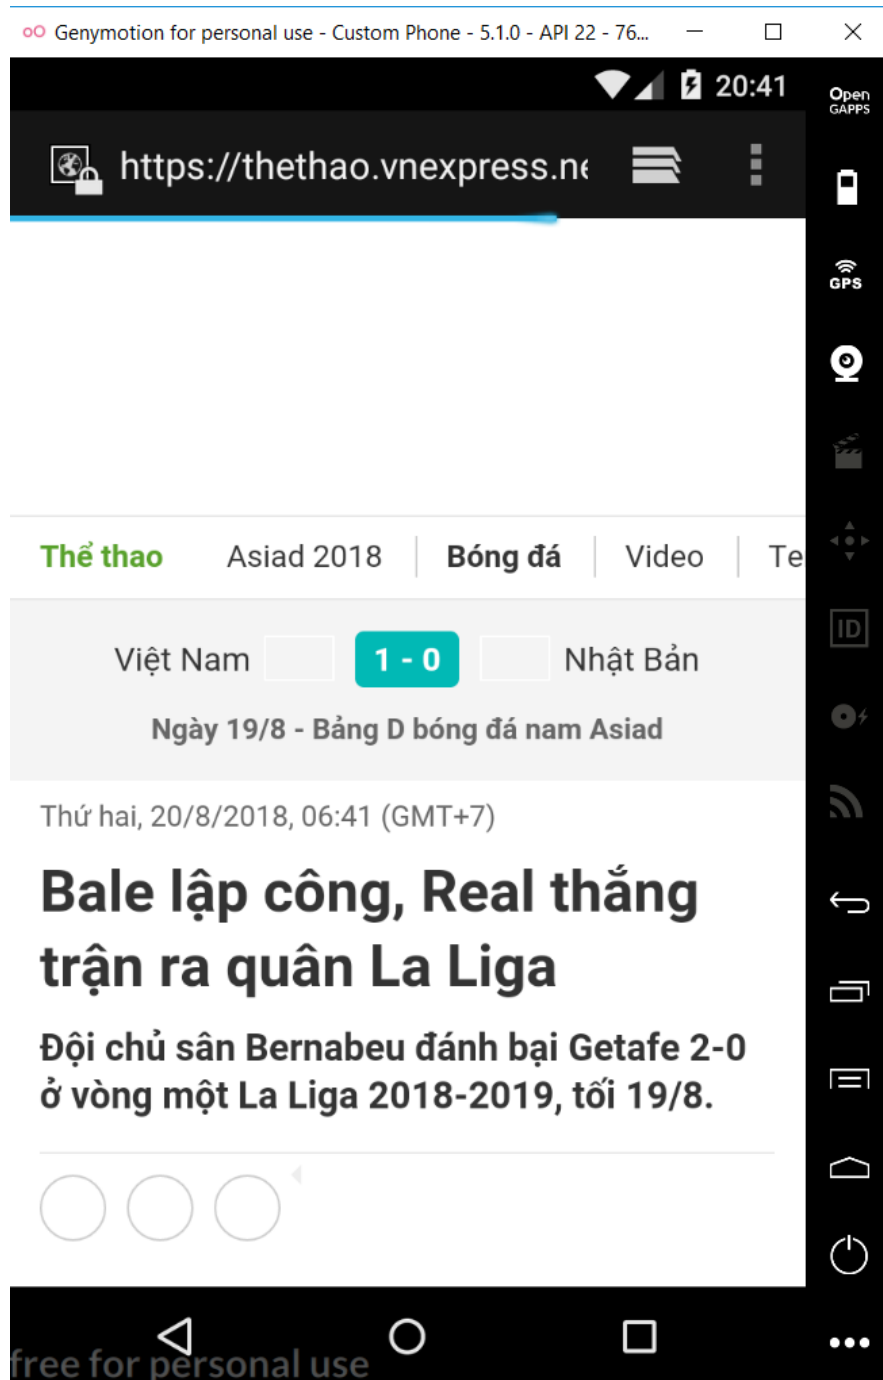 Genymotion for personal use - Custom Phone - 5.1.0 - API 22 - 76...
20:41
Open
GAPPS
https://thethao.vnexpress.ne
GPS
Thể thao Asiad 2018 Bóng đá Video Te
ID
Việt Nam 1 - 0 Nhật Bản
Ngày 19/8 - Bảng D bóng đá nam Asiad
Thứ hai, 20/8/2018, 06:41 (GMT+7)
Bale lập công, Real thắng
trận ra quân La Liga
Đội chủ sân Bernabeu đánh bại Getafe 2-0
ở vòng một La Liga 2018-2019, tối 19/8.
free for personal use